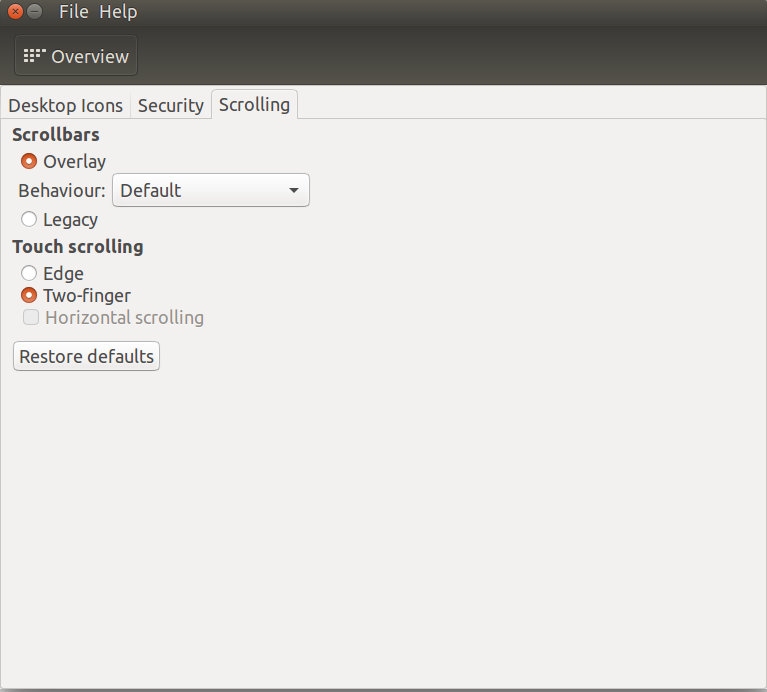 File Help
Overview
Desktop Icons Security Scrolling
Scrollbars
Overlay
Behaviour: Default
Legacy
Touch scrolling
Edge
Two-finger
Horizontal scrolling
Restore defaults